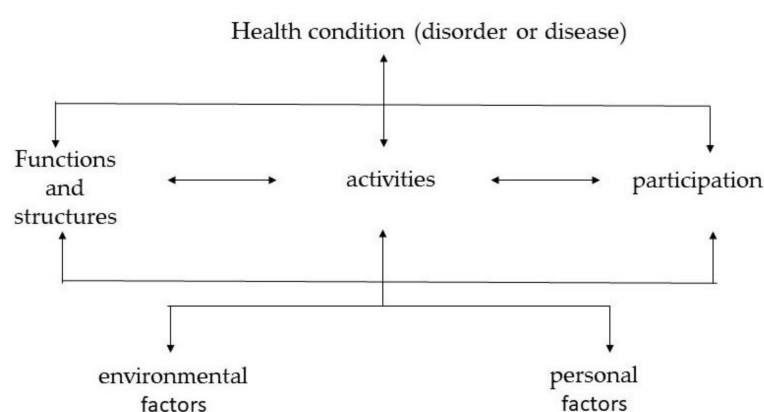 Health condition (disorder or disease)
Functions
and
structures
activities
participation
environmental
factors
personal
factors